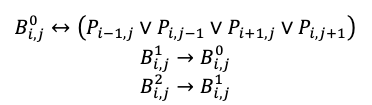 B⁰ᵢ,ⱼ ↔ (Pᵢ₋₁,ⱼ ∨ Pᵢ,ⱼ₋₁ ∨ Pᵢ₊₁,ⱼ ∨ Pᵢ,ⱼ₊₁)
B¹ᵢ,ⱼ → B⁰ᵢ,ⱼ
B²ᵢ,ⱼ → B¹ᵢ,ⱼ